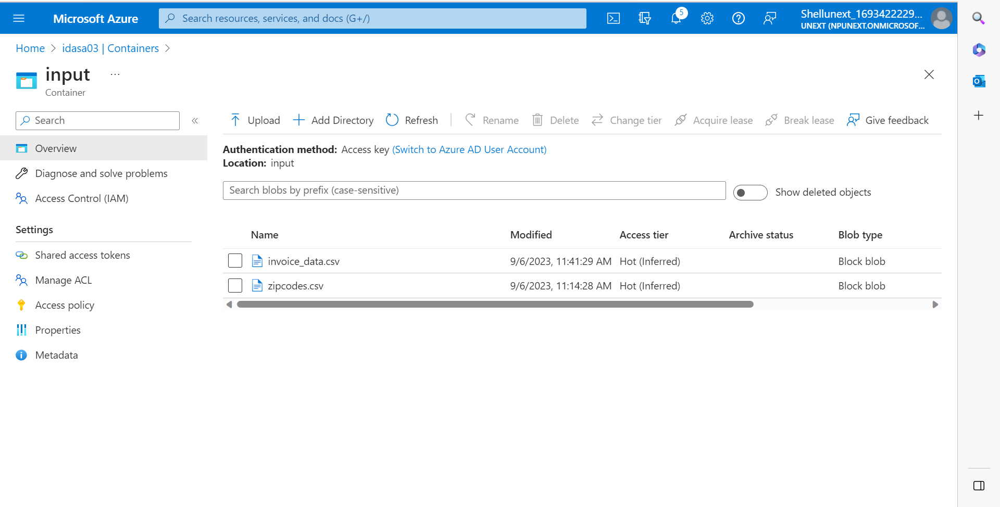 Microsoft Azure
Search resources, services, and docs (G+/)
5
Shellunext_1693422229...
UNEXT (NPUNEXT.ONMICROSOF...
Home > idasa03 | Containers >
input ...
Container
Search
«
Upload
Add Directory
Refresh
Rename
Delete
Change tier
Acquire lease
Break lease
Give feedback
Overview
Diagnose and solve problems
Access Control (IAM)
Settings
Shared access tokens
Manage ACL
Access policy
Properties
Metadata
Authentication method: Access key (Switch to Azure AD User Account)
Location: input
Search blobs by prefix (case-sensitive)
Show deleted objects
Name Modified Access tier Archive status Blob type
invoice_data.csv 9/6/2023, 11:41:29 AM Hot (Inferred) Block blob
zipcodes.csv 9/6/2023, 11:14:28 AM Hot (Inferred) Block blob